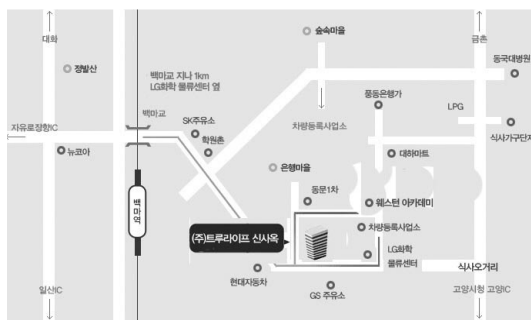 대화
숲속마을
금촌
정발산
동국대병원
백마교 지나 1km
LG화학 물류센터 옆
풍동은행가
백마교
SK주유소
LPG
자유로장항IC
학원촌
차량등록사업소
식사가구단지
뉴코아
대하마트
은행마을
백마역
동문1차
웨스턴 아카데미
(주)트루라이프 신사옥
차량등록사업소
LG화학
물류센터
식사오거리
현대자동차
일산IC
GS 주유소
고양시청 고양IC